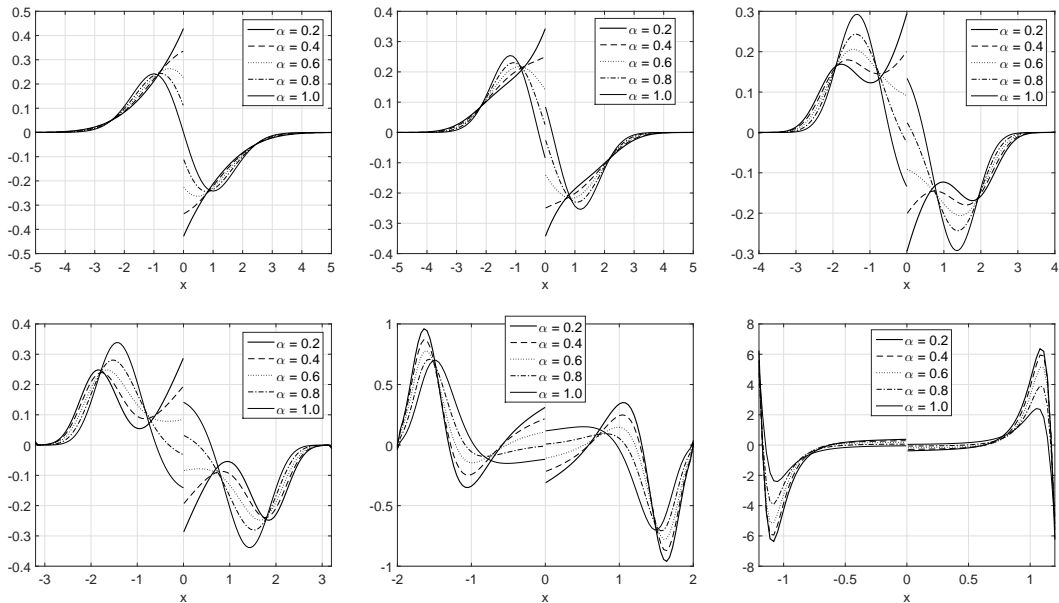 0.5
0.4
0.3
0.2
0.1
0
-0.1
-0.2
-0.3
-0.4
-0.5
-5 -4 -3 -2 -1 0 1 2 3 4 5
x
α = 0.2
α = 0.4
α = 0.6
α = 0.8
α = 1.0
0.4
0.3
0.2
0.1
0
-0.1
-0.2
-0.3
-0.4
-5 -4 -3 -2 -1 0 1 2 3 4 5
x
α = 0.2
α = 0.4
α = 0.6
α = 0.8
α = 1.0
0.3
0.2
0.1
0
-0.1
-0.2
-0.3
-4 -3 -2 -1 0 1 2 3 4
x
α = 0.2
α = 0.4
α = 0.6
α = 0.8
α = 1.0
0.4
0.3
0.2
0.1
0
-0.1
-0.2
-0.3
-0.4
-3 -2 -1 0 1 2 3
x
α = 0.2
α = 0.4
α = 0.6
α = 0.8
α = 1.0
1
0.5
0
-0.5
-1
-2 -1 0 1 2
x
α = 0.2
α = 0.4
α = 0.6
α = 0.8
α = 1.0
8
6
4
2
0
-2
-4
-6
-8
-1 -0.5 0 0.5 1
x
α = 0.2
α = 0.4
α = 0.6
α = 0.8
α = 1.0